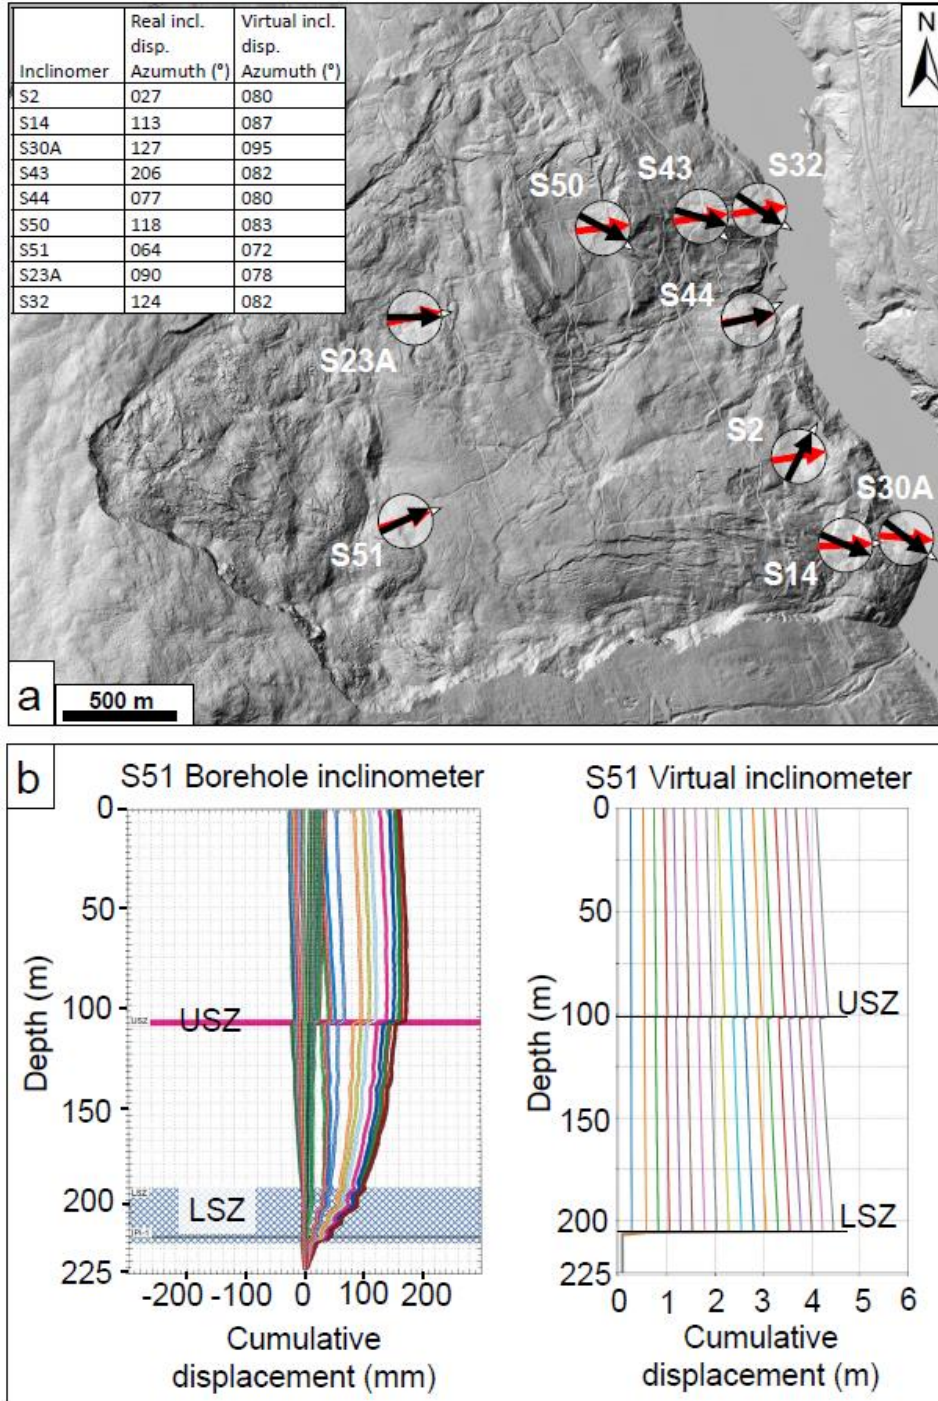 Real incl. Virtual incl.
disp. disp.
Inclinomer Azumuth (°) Azumuth (°)
S2 027 080
S14 113 087
S30A 127 095
S43 206 082
S44 077 080
S50 118 083
S51 064 072
S23A 090 078
S32 124 082
N
S50
S43
S32
S44
S23A
S2
S30A
S51
S14
a
500 m
b
S51 Borehole inclinometer
Depth (m)
0
50
100
150
200
225
USZ
USZ
LSZ
LSZ
-200 -100 0 100 200
Cumulative
displacement (mm)
S51 Virtual inclinometer
Depth (m)
0
50
100
150
200
225
USZ
LSZ
0 1 2 3 4 5 6
Cumulative
displacement (m)